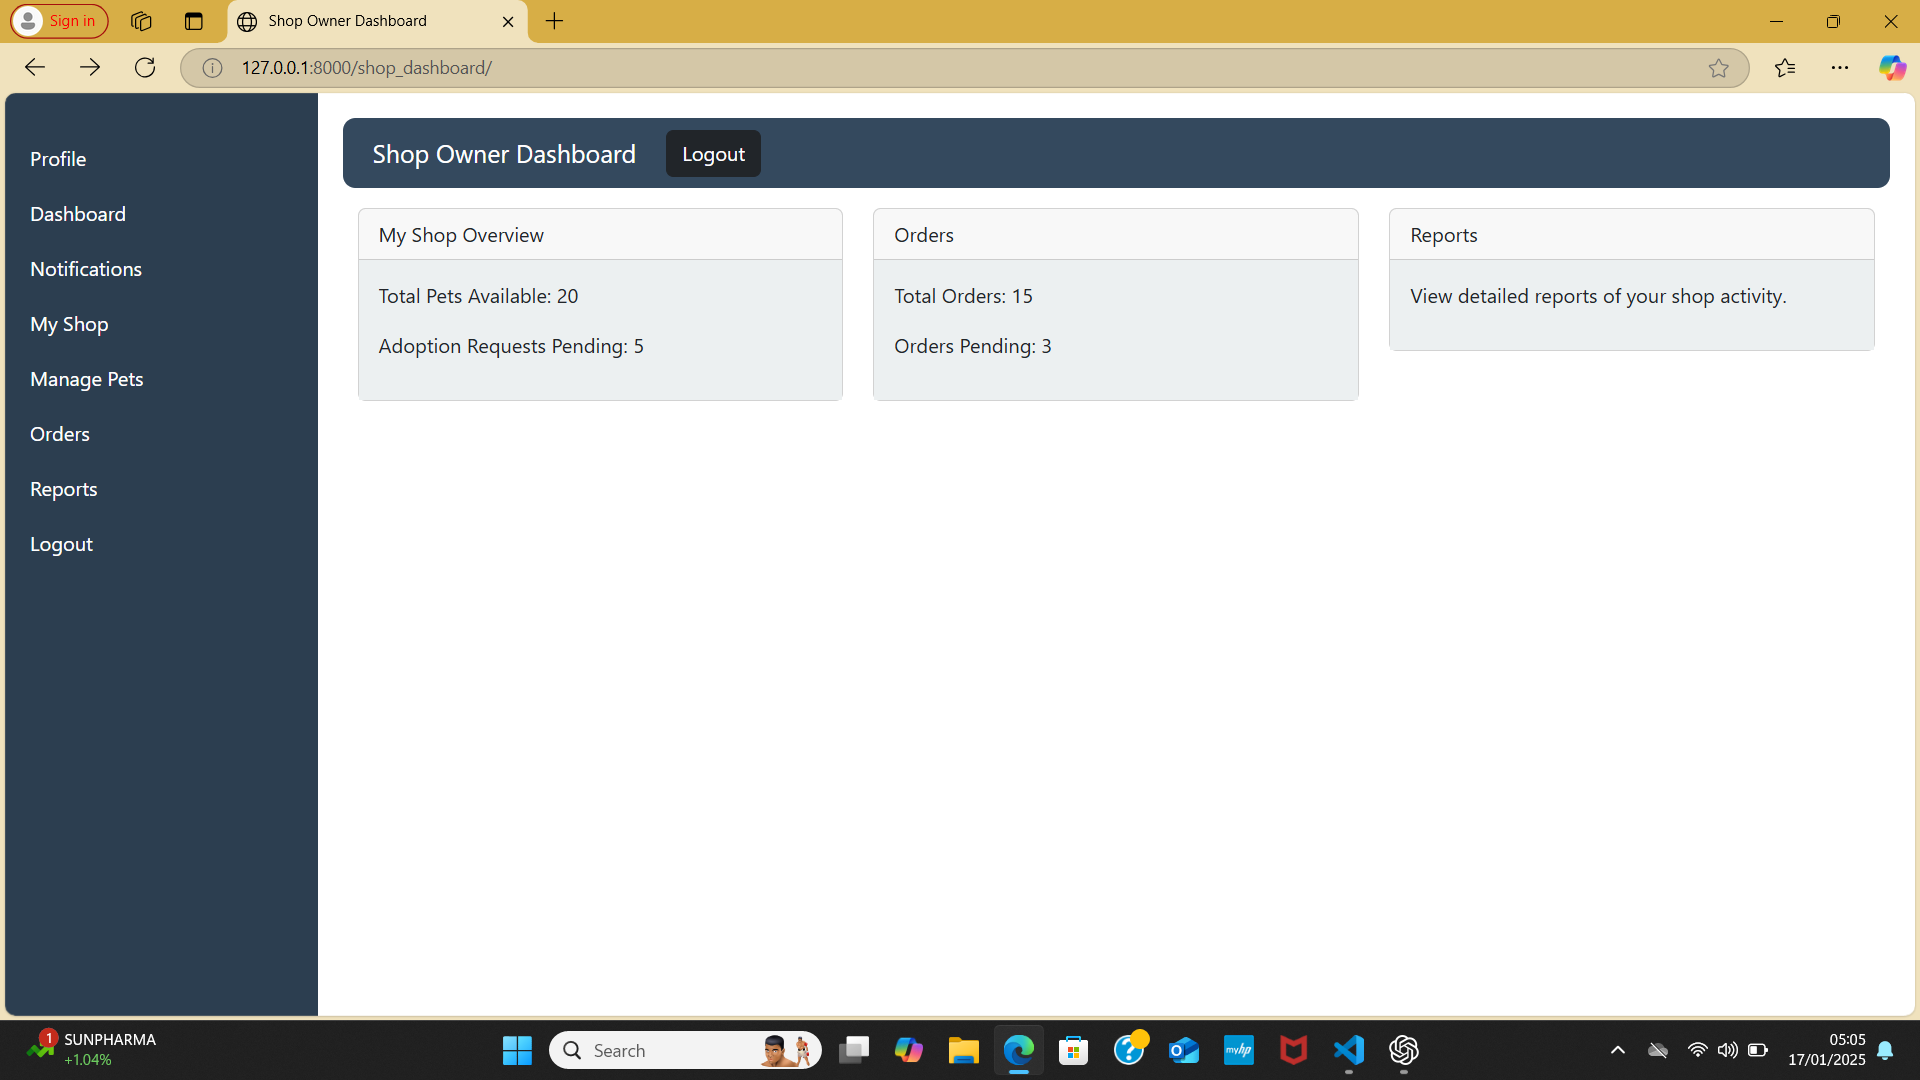 Sign in
Shop Owner Dashboard
127.0.0.1:8000/shop_dashboard/
Profile
Dashboard
Notifications
My Shop
Manage Pets
Orders
Reports
Logout
Shop Owner Dashboard Logout
My Shop Overview
Total Pets Available: 20
Adoption Requests Pending: 5
Orders
Total Orders: 15
Orders Pending: 3
Reports
View detailed reports of your shop activity.
1
SUNPHARMA
+1.04%
Search
myhp
05:05
17/01/2025